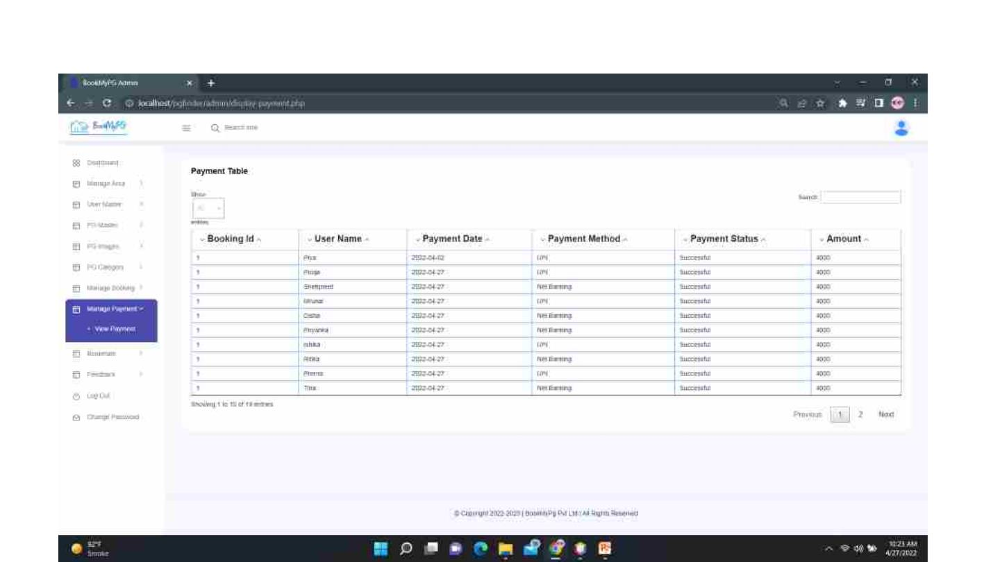 BookMyPG Admin
localhost/pgfinder/admin/display-payment.php
BookMyPG
Search
Dashboard
Manage Area
User Master
PG Master
PG Images
PG Category
Manage Booking
Manage Payment
View Payment
Feedback
Log Out
Change Password
Payment Table
Show
10
entries
Search:
Booking Id User Name Payment Date Payment Method Payment Status Amount
1 Priya 2022-04-02 UPI Successful 4000
1 Pooja 2022-04-27 UPI Successful 4000
1 Snehpreet 2022-04-27 Net Banking Successful 4000
1 Mrunal 2022-04-27 UPI Successful 4000
1 Disha 2022-04-27 Net Banking Successful 4000
1 Priyanka 2022-04-27 Net Banking Successful 4000
1 Ishika 2022-04-27 UPI Successful 4000
1 Ritika 2022-04-27 Net Banking Successful 4000
1 Prerna 2022-04-27 UPI Successful 4000
1 Tina 2022-04-27 Net Banking Successful 4000
Showing 1 to 10 of entries
Previous 1 2 Next
© Copyright 2022-2023 | BookMyPg Pvt Ltd | All Rights Reserved
92°F
Smoke
10:23 AM
4/27/2022